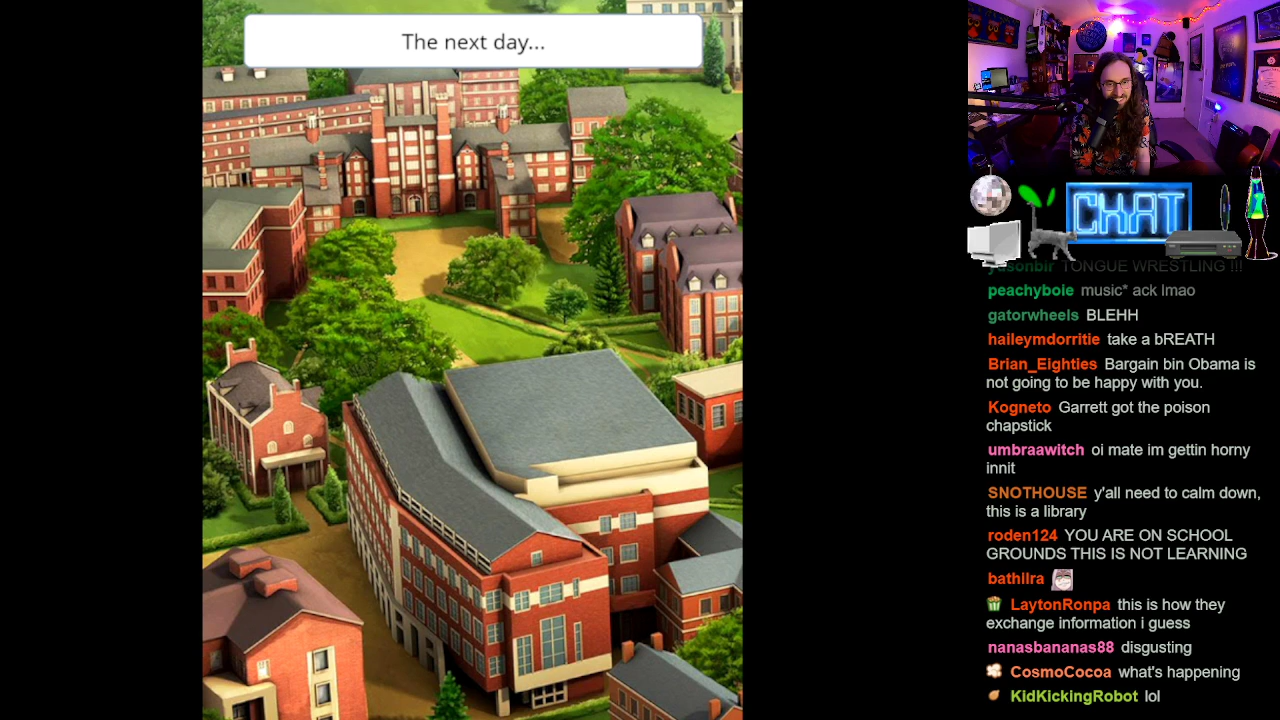 The next day...
CHAT
yusonbir TONGUE WRESTLING !!!
peachyboie music* ack lmao
gatorwheels BLEHH
haileymdorritie take a bREATH
Brian_Eighties Bargain bin Obama is
not going to be happy with you.
Kogneto Garrett got the poison
chapstick
umbraawitch oi mate im gettin horny
innit
SNOTHOUSE y'all need to calm down,
this is a library
roden124 YOU ARE ON SCHOOL
GROUNDS THIS IS NOT LEARNING
bathilra
LaytonRonpa this is how they
exchange information i guess
nanasbananas88 disgusting
CosmoCocoa what's happening
KidKickingRobot lol